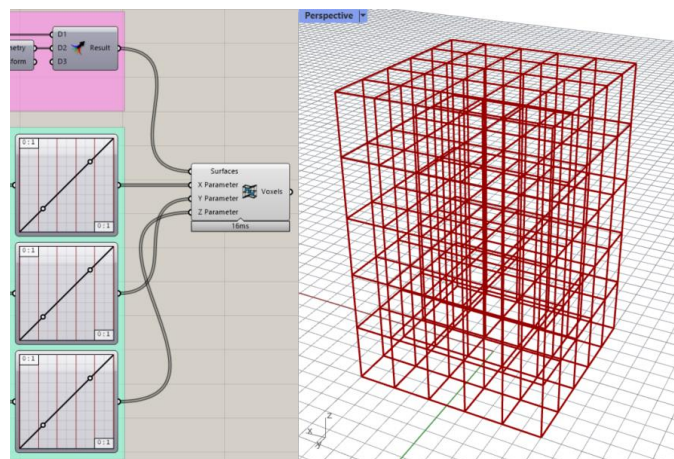 D1
metry
D2
Result
form
D3
0:1
0:1
0:1
0:1
0:1
0:1
Surfaces
X Parameter
Y Parameter
Z Parameter
Voxels
16ms
Perspective
z
x
y